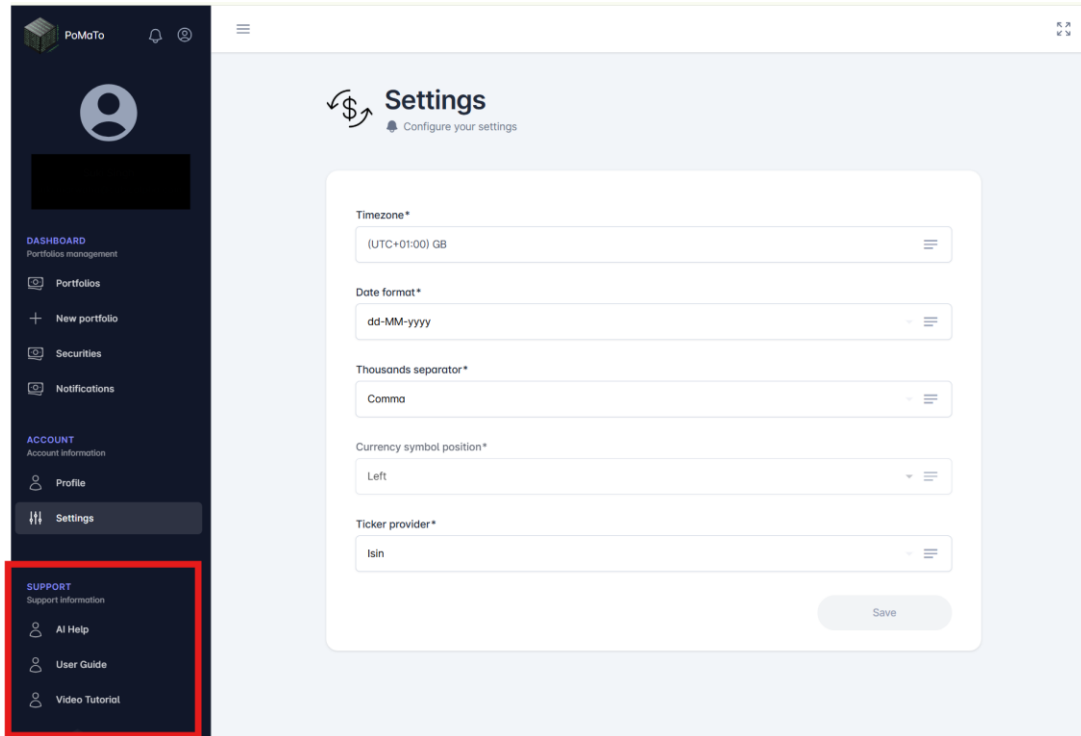 PoMaTo
DASHBOARD
Portfolios management
Portfolios
New portfolio
Securities
Notifications
ACCOUNT
Account information
Profile
Settings
SUPPORT
Support information
AI Help
User Guide
Video Tutorial
Settings
Configure your settings
Timezone*
(UTC+01:00) GB
Date format*
dd-MM-yyyy
Thousands separator*
Comma
Currency symbol position*
Left
Ticker provider*
Isin
Save